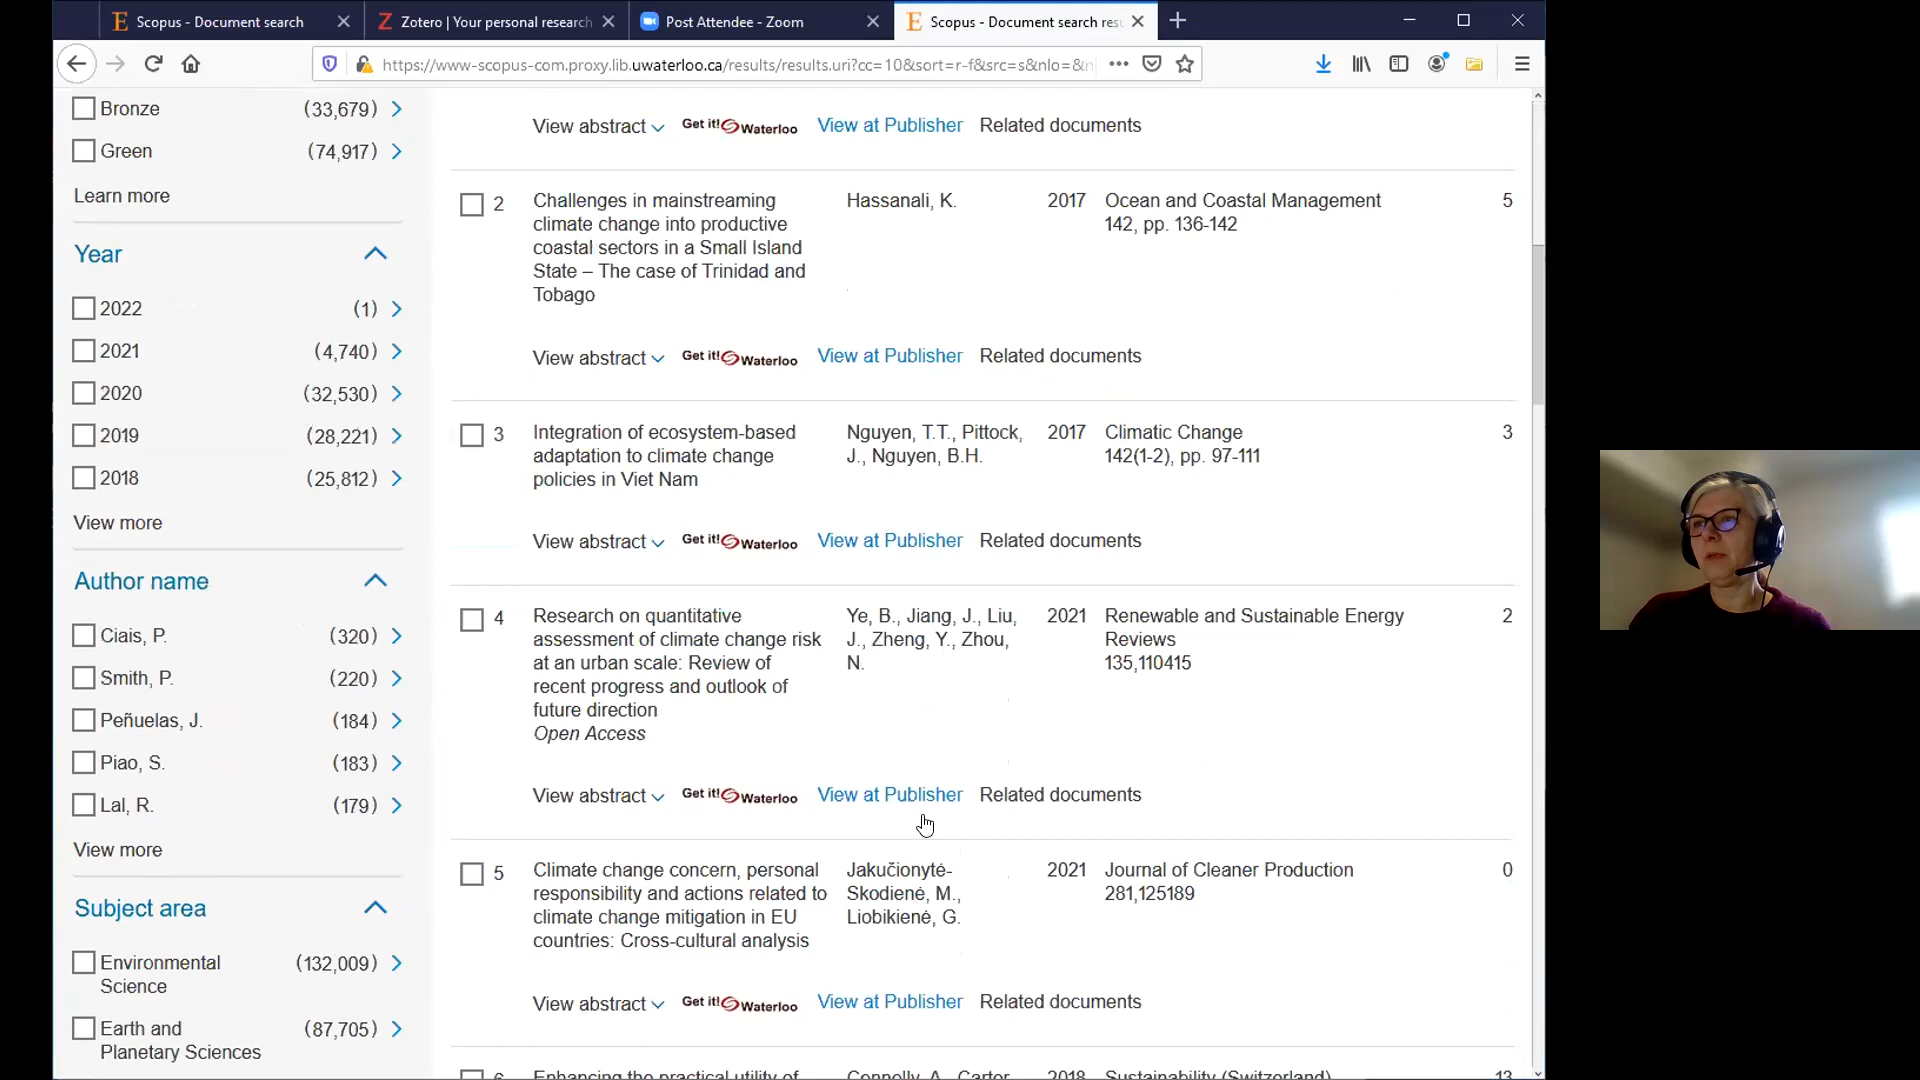 Scopus - Document search
Zotero | Your personal research
Post Attendee - Zoom
Scopus - Document search res
https://www-scopus-com.proxy.lib.uwaterloo.ca/results/results.uri?cc=10&sort=r-f&src=s&nlo=&n
Bronze (33,679)
Green (74,917)
Learn more
Year
2022 (1)
2021 (4,740)
2020 (32,530)
2019 (28,221)
2018 (25,812)
View more
Author name
Ciais, P. (320)
Smith, P. (220)
Peñuelas, J. (184)
Piao, S. (183)
Lal, R. (179)
View more
Subject area
Environmental (132,009)
Science
Earth and (87,705)
Planetary Sciences
View abstract Get it! Waterloo View at Publisher Related documents
2 Challenges in mainstreaming Hassanali, K. 2017 Ocean and Coastal Management 5
climate change into productive 142, pp. 136-142
coastal sectors in a Small Island
State – The case of Trinidad and
Tobago
View abstract Get it! Waterloo View at Publisher Related documents
3 Integration of ecosystem-based Nguyen, T.T., Pittock, 2017 Climatic Change 3
adaptation to climate change J., Nguyen, B.H. 142(1-2), pp. 97-111
policies in Viet Nam
View abstract Get it! Waterloo View at Publisher Related documents
4 Research on quantitative Ye, B., Jiang, J., Liu, 2021 Renewable and Sustainable Energy 2
assessment of climate change risk J., Zheng, Y., Zhou, Reviews
at an urban scale: Review of N. 135,110415
recent progress and outlook of
future direction
Open Access
View abstract Get it! Waterloo View at Publisher Related documents
5 Climate change concern, personal Jakučionytė- 2021 Journal of Cleaner Production 0
responsibility and actions related to Skodienė, M., 281,125189
climate change mitigation in EU Liobikienė, G.
countries: Cross-cultural analysis
View abstract Get it! Waterloo View at Publisher Related documents
6 Enhancing the practical utility of Connolly, A., Carter, 2018 Sustainability (Switzerland) 13